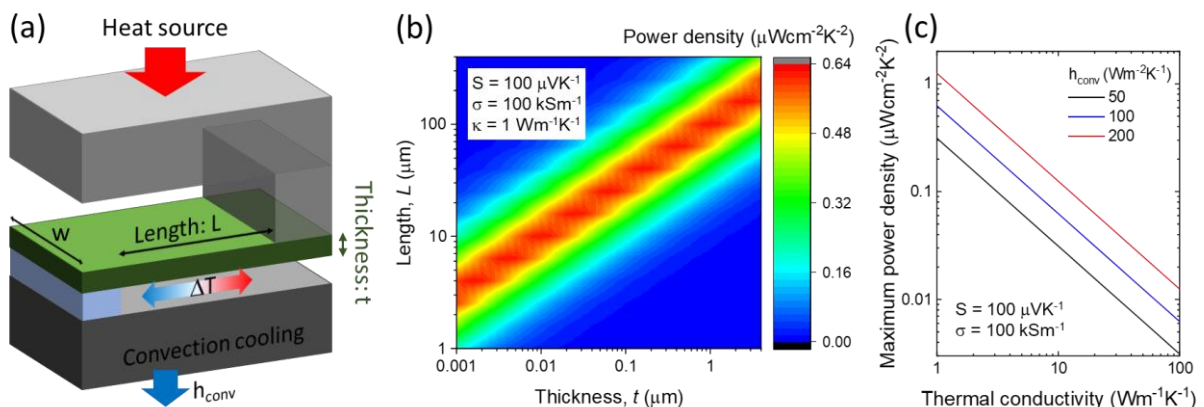 (a)
Heat source
W
Length: L
Thickness: t
ΔT
Convection cooling
h_conv
(b)
Power density (μWcm⁻²K⁻²)
S = 100 μVK⁻¹
σ = 100 kSm⁻¹
κ = 1 Wm⁻¹K⁻¹
0.64
0.48
0.32
0.16
0.00
Length, L (μm)
100
10
1
0.001
0.01
0.1
1
Thickness, t (μm)
(c)
Maximum power density (μWcm⁻²K⁻²)
1
0.1
0.01
h_conv (Wm⁻²K⁻¹)
50
100
200
S = 100 μVK⁻¹
σ = 100 kSm⁻¹
1
10
100
Thermal conductivity (Wm⁻¹K⁻¹)